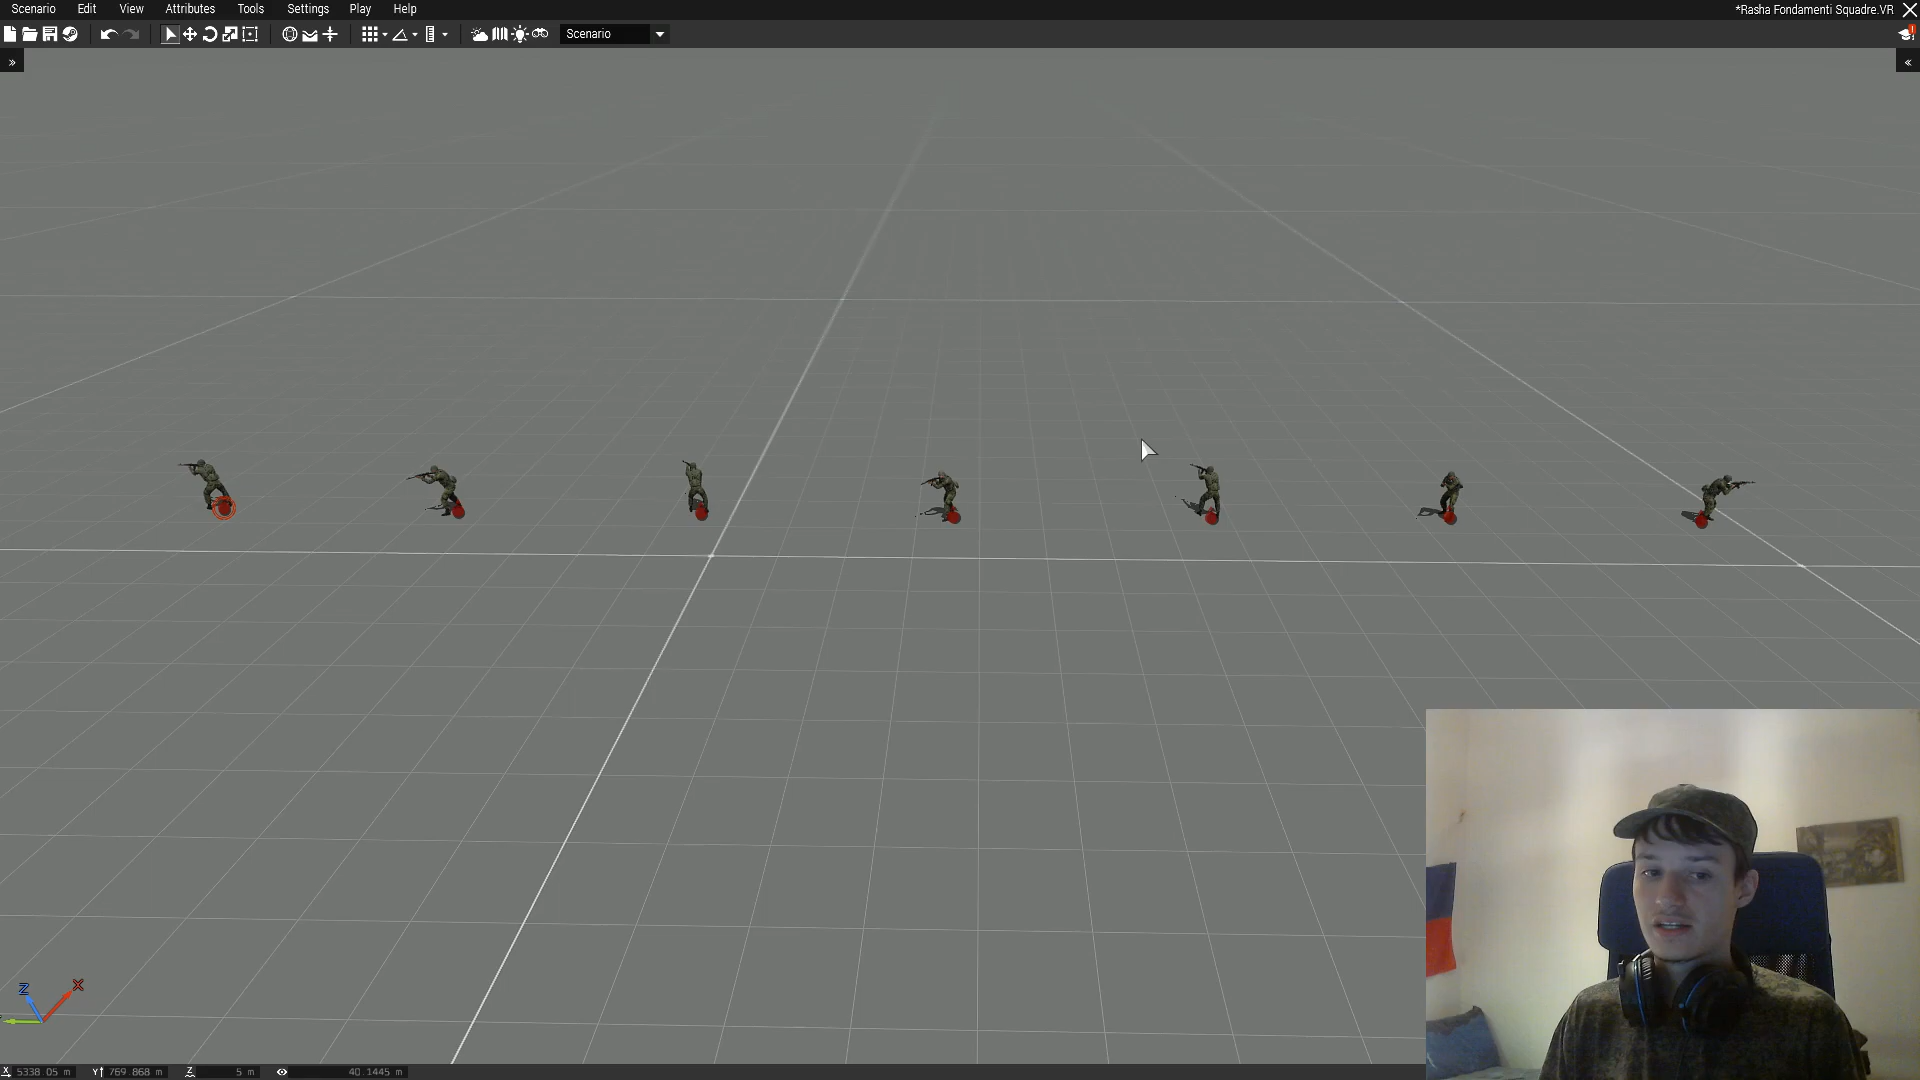 Scenario Edit View Attributes Tools Settings Play Help
*Rasha Fondamenti Squadre.VR
Scenario
»
«
Z X
X 5338.05 m Y 769.868 m Z 5 m 40.1445 m